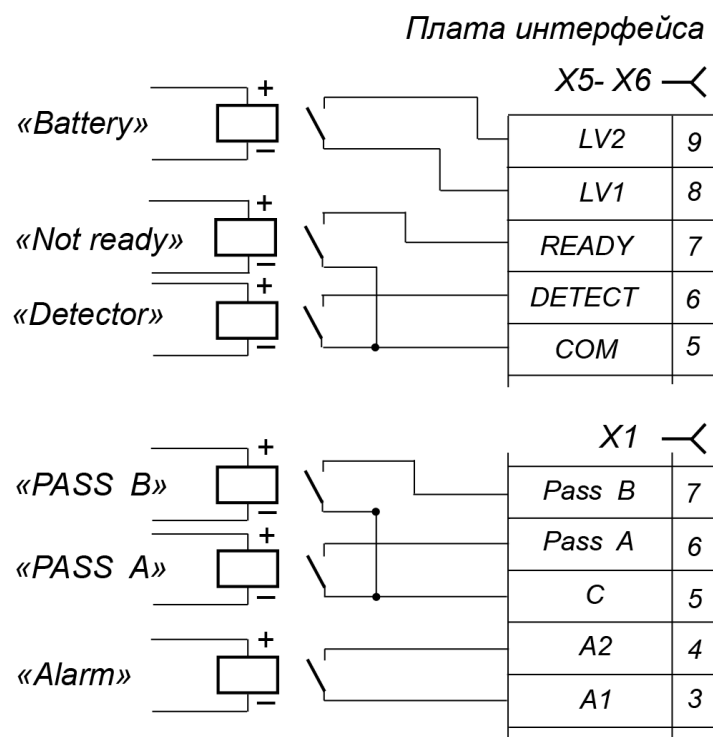 Плата интерфейса
X5- X6
+
«Battery»
LV2 9
–
LV1 8
+
«Not ready»
READY 7
–
+
DETECT 6
«Detector»
–
COM 5
X1
+
«PASS B»
Pass B 7
–
+
Pass A 6
«PASS A»
–
C 5
+
A2 4
«Alarm»
–
A1 3